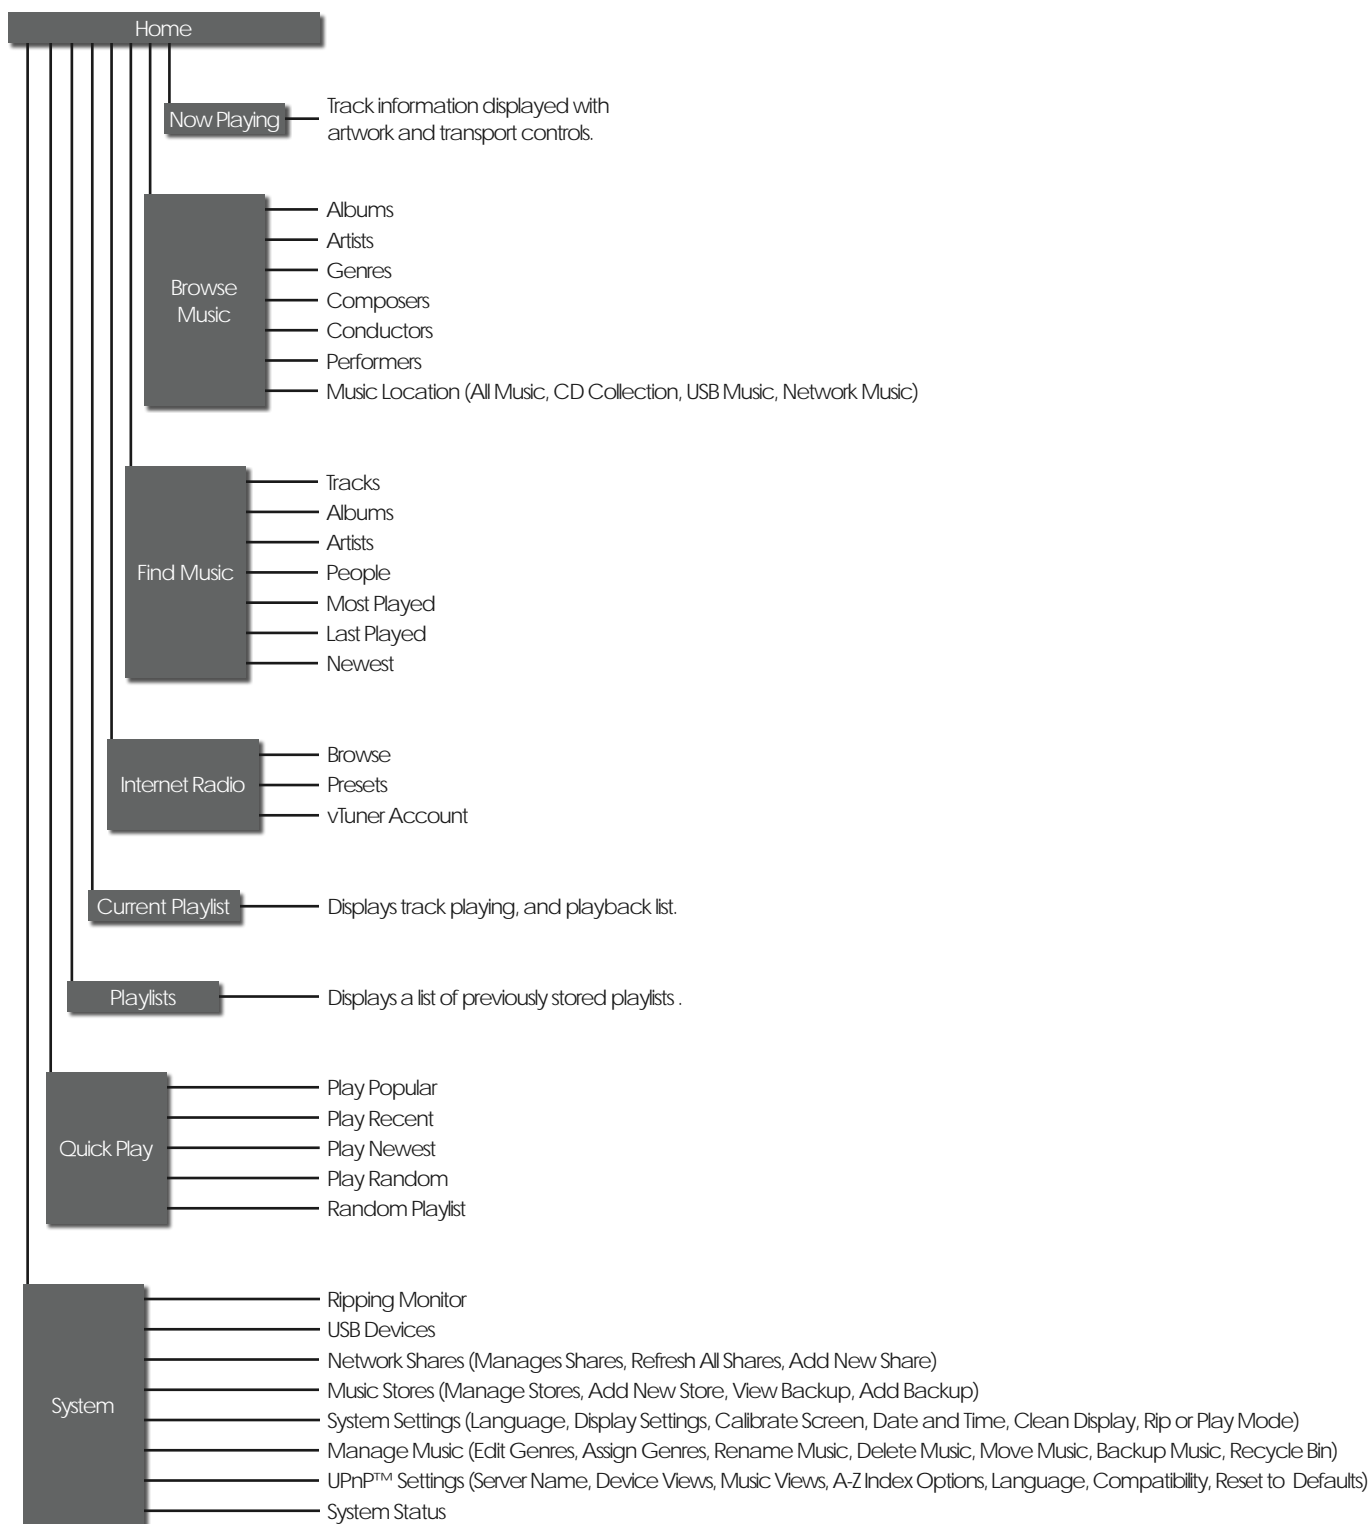 Home
Now Playing
Track information displayed with
artwork and transport controls.
Browse
Music
Albums
Artists
Genres
Composers
Conductors
Performers
Music Location (All Music, CD Collection, USB Music, Network Music)
Find Music
Tracks
Albums
Artists
People
Most Played
Last Played
Newest
Internet Radio
Browse
Presets
vTuner Account
Current Playlist
Displays track playing, and playback list.
Playlists
Displays a list of previously stored playlists .
Quick Play
Play Popular
Play Recent
Play Newest
Play Random
Random Playlist
System
Ripping Monitor
USB Devices
Network Shares (Manages Shares, Refresh All Shares, Add New Share)
Music Stores (Manage Stores, Add New Store, View Backup, Add Backup)
System Settings (Language, Display Settings, Calibrate Screen, Date and Time, Clean Display, Rip or Play Mode)
Manage Music (Edit Genres, Assign Genres, Rename Music, Delete Music, Move Music, Backup Music, Recycle Bin)
UPnP™ Settings (Server Name, Device Views, Music Views, A-Z Index Options, Language, Compatibility, Reset to Defaults)
System Status